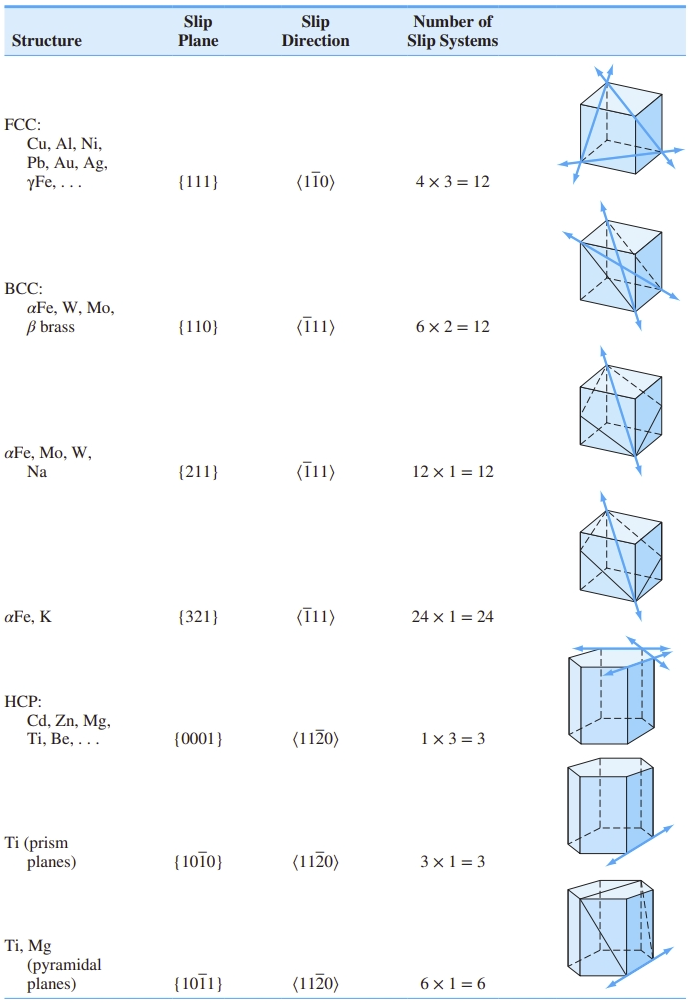 Structure Slip Plane Slip Direction Number of Slip Systems
FCC:
Cu, Al, Ni,
Pb, Au, Ag,
γFe, . . . {111} ⟨11̅0⟩ 4 × 3 = 12
BCC:
αFe, W, Mo,
β brass {110} ⟨1̅11⟩ 6 × 2 = 12
αFe, Mo, W,
Na {211} ⟨1̅11⟩ 12 × 1 = 12
αFe, K {321} ⟨1̅11⟩ 24 × 1 = 24
HCP:
Cd, Zn, Mg,
Ti, Be, . . . {0001} ⟨112̅0⟩ 1 × 3 = 3
Ti (prism
planes) {101̅0} ⟨112̅0⟩ 3 × 1 = 3
Ti, Mg
(pyramidal
planes) {101̅1} ⟨112̅0⟩ 6 × 1 = 6